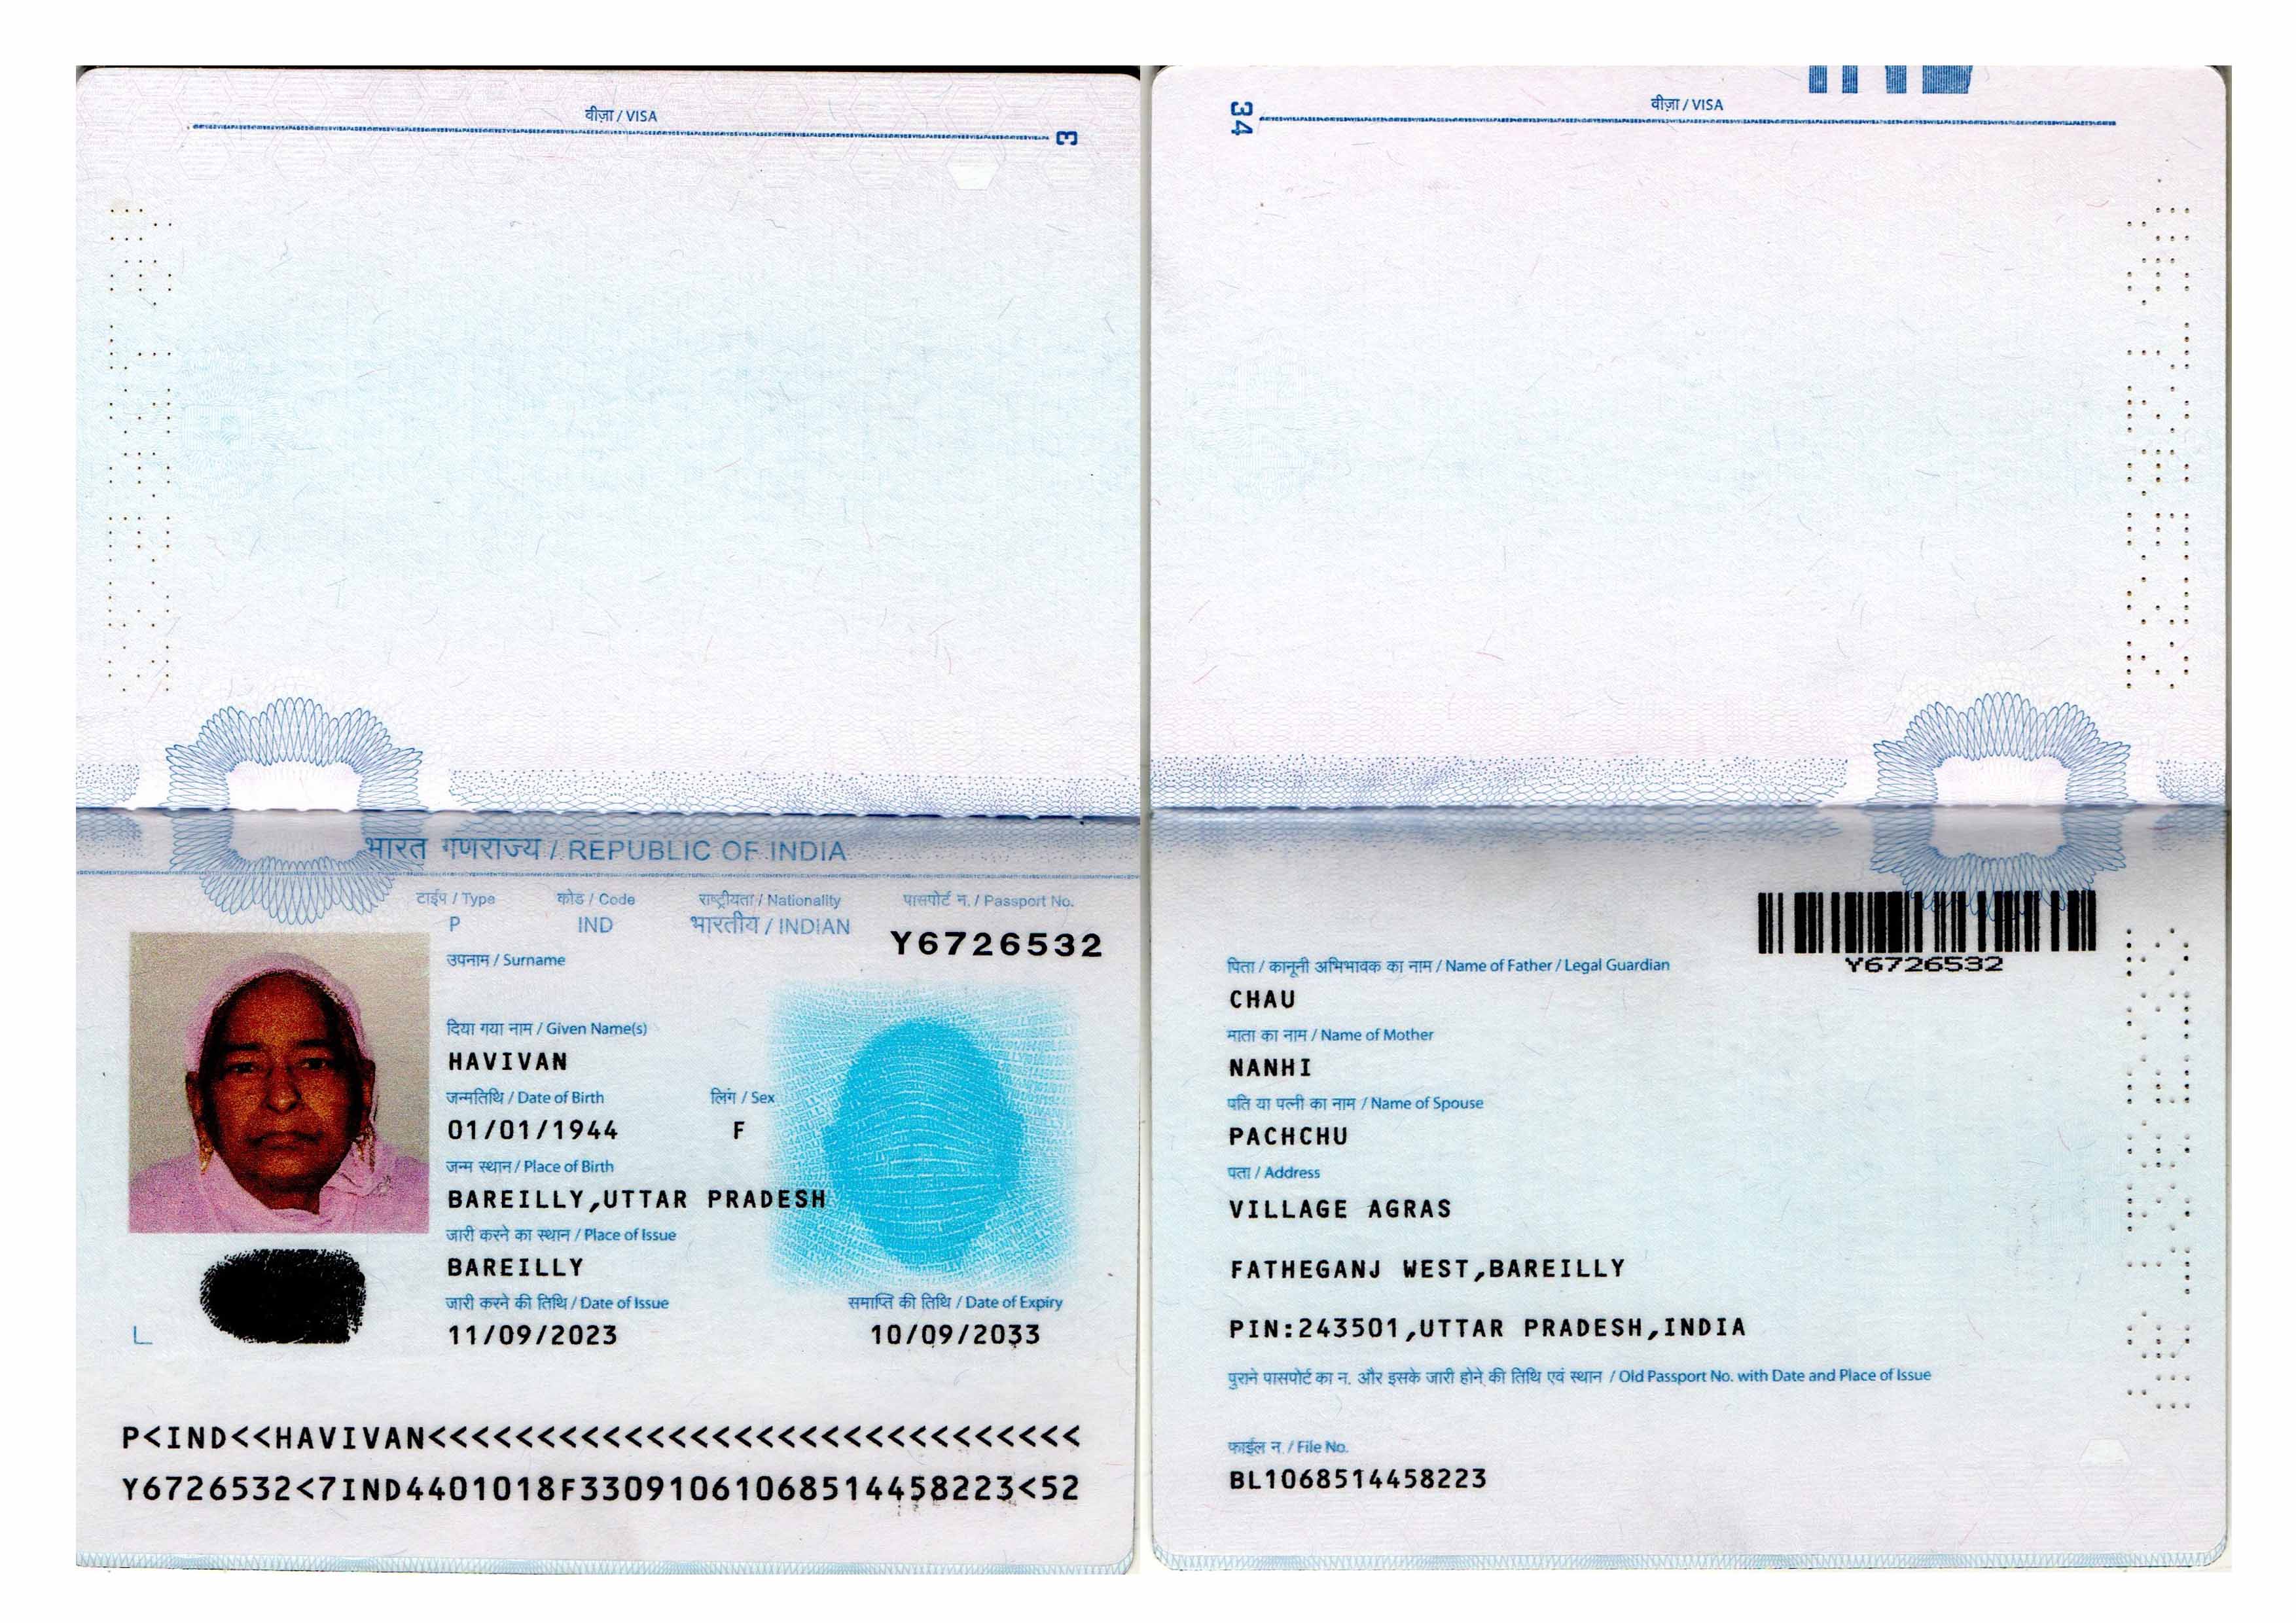 वीज़ा / VISA
3
भारत गणराज्य / REPUBLIC OF INDIA
टाईप / Type कोड / Code राष्ट्रीयता / Nationality पासपोर्ट न. / Passport No.
P IND भारतीय / INDIAN Y6726532
उपनाम / Surname
दिया गया नाम / Given Name(s)
HAVIVAN
जन्मतिथि / Date of Birth लिंग / Sex
01/01/1944 F
जन्म स्थान / Place of Birth
BAREILLY,UTTAR PRADESH
जारी करने का स्थान / Place of Issue
BAREILLY
जारी करने की तिथि / Date of Issue समाप्ति की तिथि / Date of Expiry
11/09/2023 10/09/2033
P<IND<<HAVIVAN<<<<<<<<<<<<<<<<<<<<<<<<<<<<<<
Y6726532<7IND4401018F33091061068514458223<52
34
वीज़ा / VISA
Y6726532
पिता / कानूनी अभिभावक का नाम / Name of Father / Legal Guardian
CHAU
माता का नाम / Name of Mother
NANHI
पति या पत्नी का नाम / Name of Spouse
PACHCHU
पता / Address
VILLAGE AGRAS
FATHEGANJ WEST,BAREILLY
PIN:243501,UTTAR PRADESH,INDIA
पुराने पासपोर्ट का न. और इसके जारी होने की तिथि एवं स्थान / Old Passport No. with Date and Place of Issue
फाईल न. / File No.
BL1068514458223